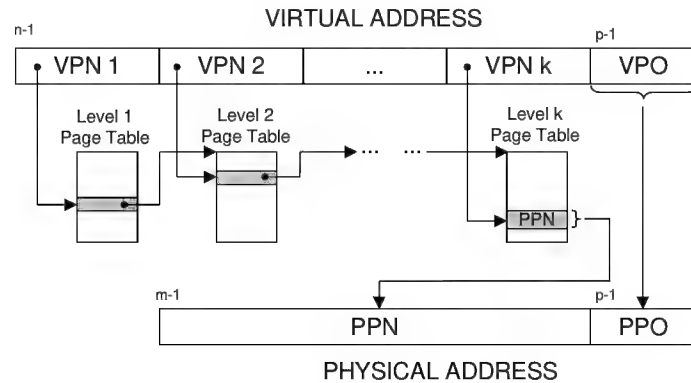 VIRTUAL ADDRESS
n-1
p-1
VPN 1
VPN 2
...
VPN k
VPO
Level 1
Page Table
Level 2
Page Table
Level k
Page Table
... ...
PPN
m-1
p-1
PPN
PPO
PHYSICAL ADDRESS